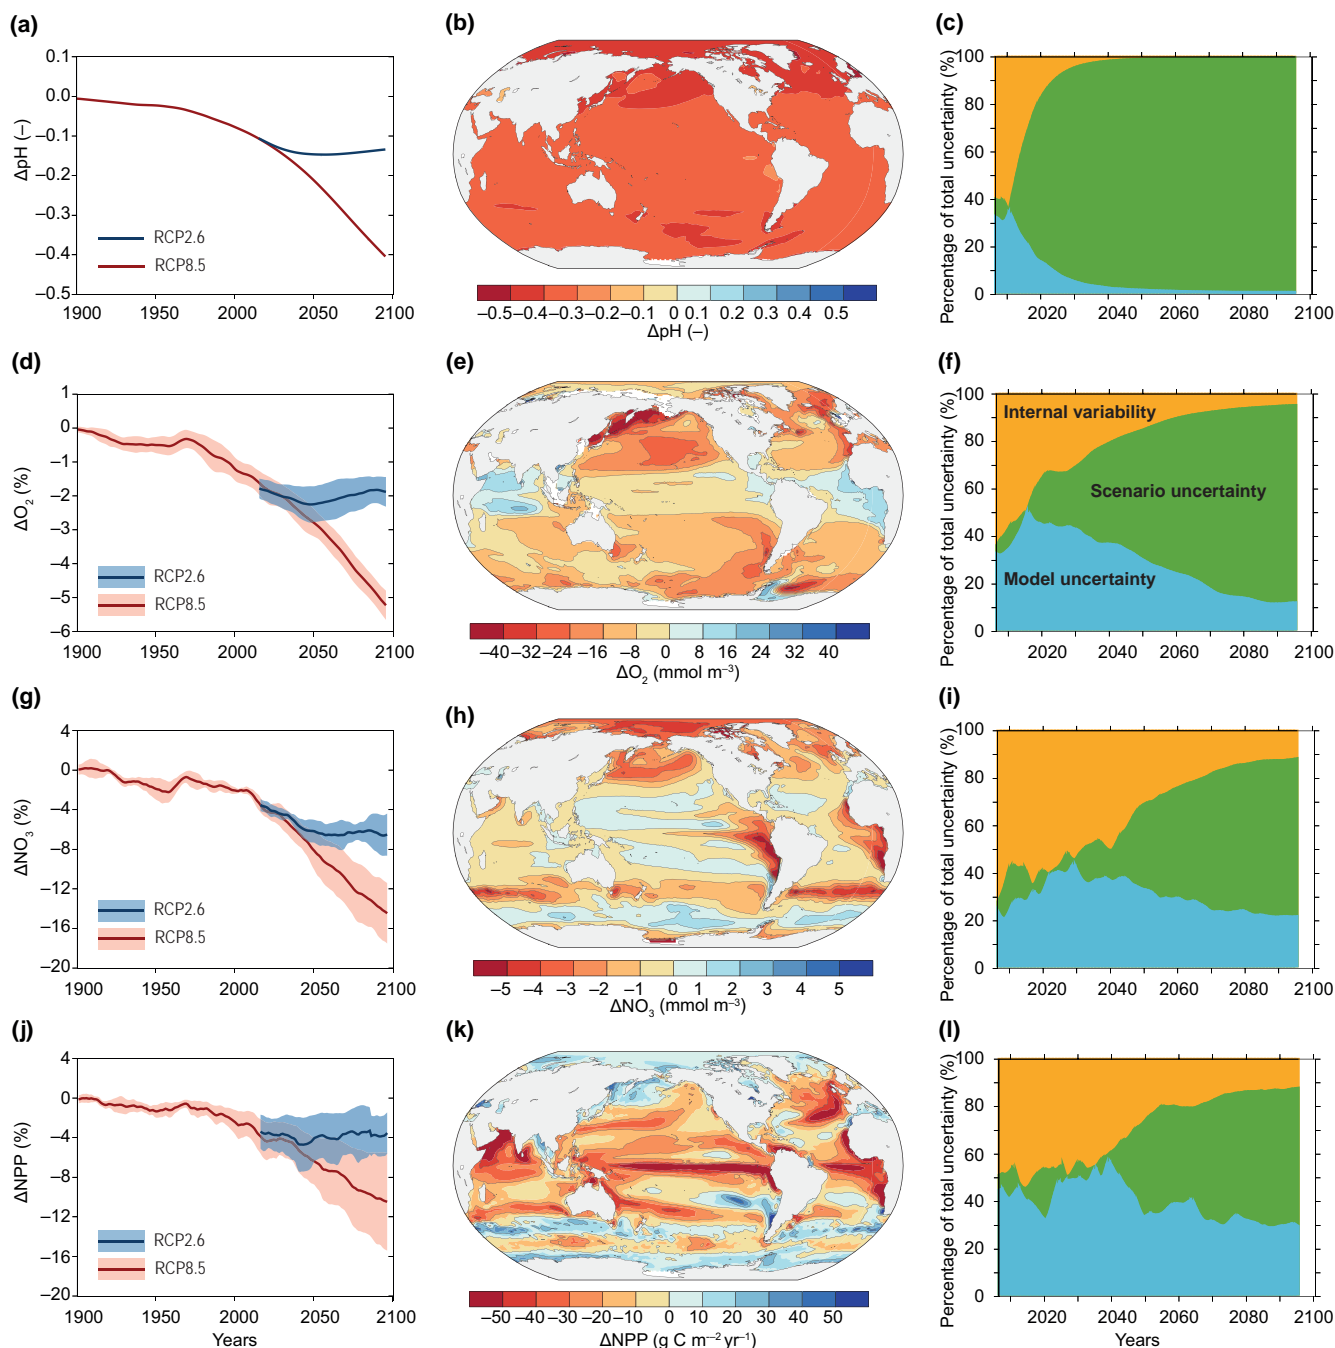 (a)
0.1
0.0
–0.1
–0.2
–0.3
–0.4
–0.5
ΔpH (–)
RCP2.6
RCP8.5
1900 1950 2000 2050 2100
(b)
–0.5 –0.4 –0.3 –0.2 –0.1 0 0.1 0.2 0.3 0.4 0.5
ΔpH (–)
(c)
Percentage of total uncertainty (%)
100
80
60
40
20
0
2020 2040 2060 2080 2100
(d)
1
0
–1
–2
–3
–4
–5
–6
ΔO2 (%)
RCP2.6
RCP8.5
1900 1950 2000 2050 2100
(e)
–40 –32 –24 –16 –8 0 8 16 24 32 40
ΔO2 (mmol m–3)
(f)
Percentage of total uncertainty (%)
100
80
60
40
20
0
Internal variability
Scenario uncertainty
Model uncertainty
2020 2040 2060 2080 2100
(g)
4
0
–4
–8
–12
–16
–20
ΔNO3 (%)
RCP2.6
RCP8.5
1900 1950 2000 2050 2100
(h)
–5 –4 –3 –2 –1 0 1 2 3 4 5
ΔNO3 (mmol m–3)
(i)
Percentage of total uncertainty (%)
100
80
60
40
20
0
2020 2040 2060 2080 2100
(j)
4
0
–4
–8
–12
–16
–20
ΔNPP (%)
RCP2.6
RCP8.5
1900 1950 2000 2050 2100
Years
(k)
–50 –40 –30 –20 –10 0 10 20 30 40 50
ΔNPP (g C m–2 yr–1)
(l)
Percentage of total uncertainty (%)
100
80
60
40
20
0
2020 2040 2060 2080 2100
Years